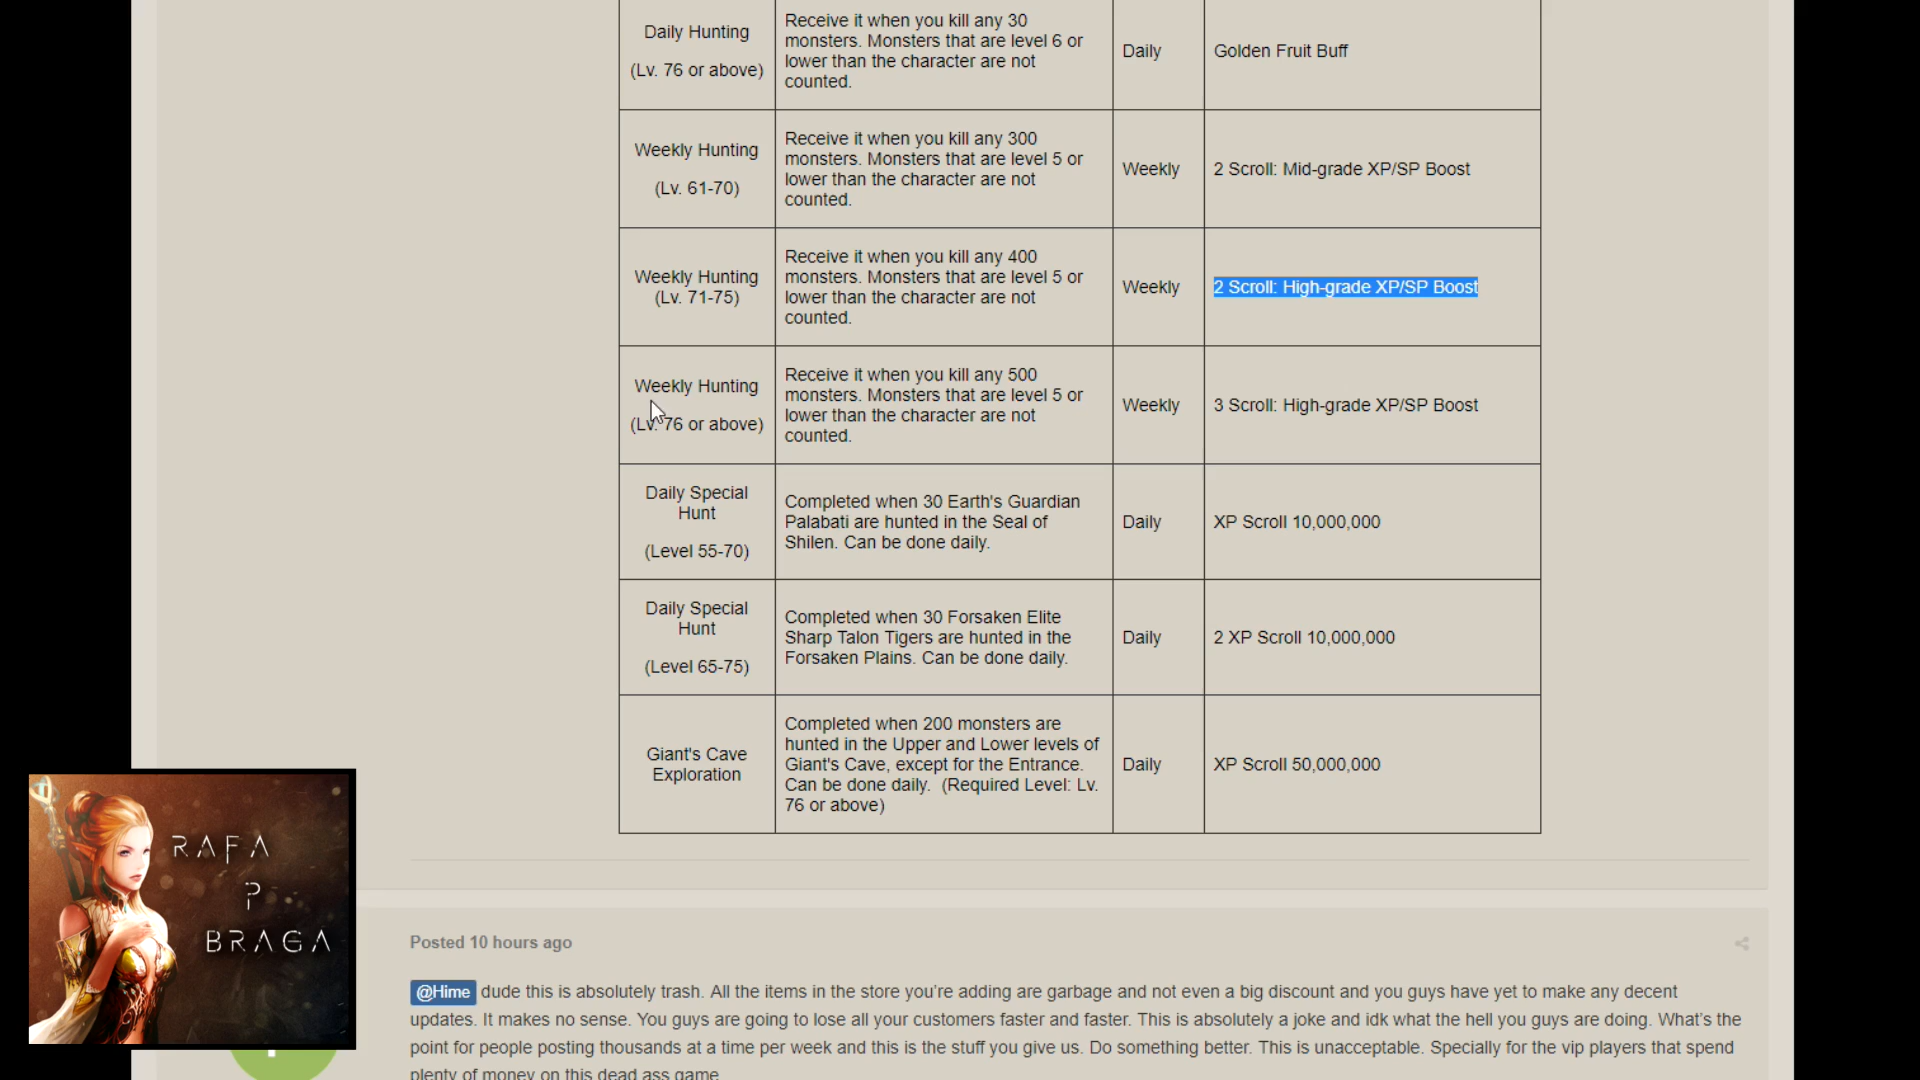 Daily Hunting
(Lv. 76 or above)
Receive it when you kill any 30
monsters. Monsters that are level 6 or
lower than the character are not
counted.
Daily
Golden Fruit Buff
Weekly Hunting
(Lv. 61-70)
Receive it when you kill any 300
monsters. Monsters that are level 5 or
lower than the character are not
counted.
Weekly
2 Scroll: Mid-grade XP/SP Boost
Weekly Hunting
(Lv. 71-75)
Receive it when you kill any 400
monsters. Monsters that are level 5 or
lower than the character are not
counted.
Weekly
2 Scroll: High-grade XP/SP Boost
Weekly Hunting
(Lv. 76 or above)
Receive it when you kill any 500
monsters. Monsters that are level 5 or
lower than the character are not
counted.
Weekly
3 Scroll: High-grade XP/SP Boost
Daily Special
Hunt
(Level 55-70)
Completed when 30 Earth's Guardian
Palabati are hunted in the Seal of
Shilen. Can be done daily.
Daily
XP Scroll 10,000,000
Daily Special
Hunt
(Level 65-75)
Completed when 30 Forsaken Elite
Sharp Talon Tigers are hunted in the
Forsaken Plains. Can be done daily.
Daily
2 XP Scroll 10,000,000
Giant's Cave
Exploration
Completed when 200 monsters are
hunted in the Upper and Lower levels of
Giant's Cave, except for the Entrance.
Can be done daily. (Required Level: Lv.
76 or above)
Daily
XP Scroll 50,000,000
RAFA
P
BRAGA
Posted 10 hours ago
@Hime dude this is absolutely trash. All the items in the store you're adding are garbage and not even a big discount and you guys have yet to make any decent
updates. It makes no sense. You guys are going to lose all your customers faster and faster. This is absolutely a joke and idk what the hell you guys are doing. What's the
point for people posting thousands at a time per week and this is the stuff you give us. Do something better. This is unacceptable. Specially for the vip players that spend
plenty of money on this dead ass game